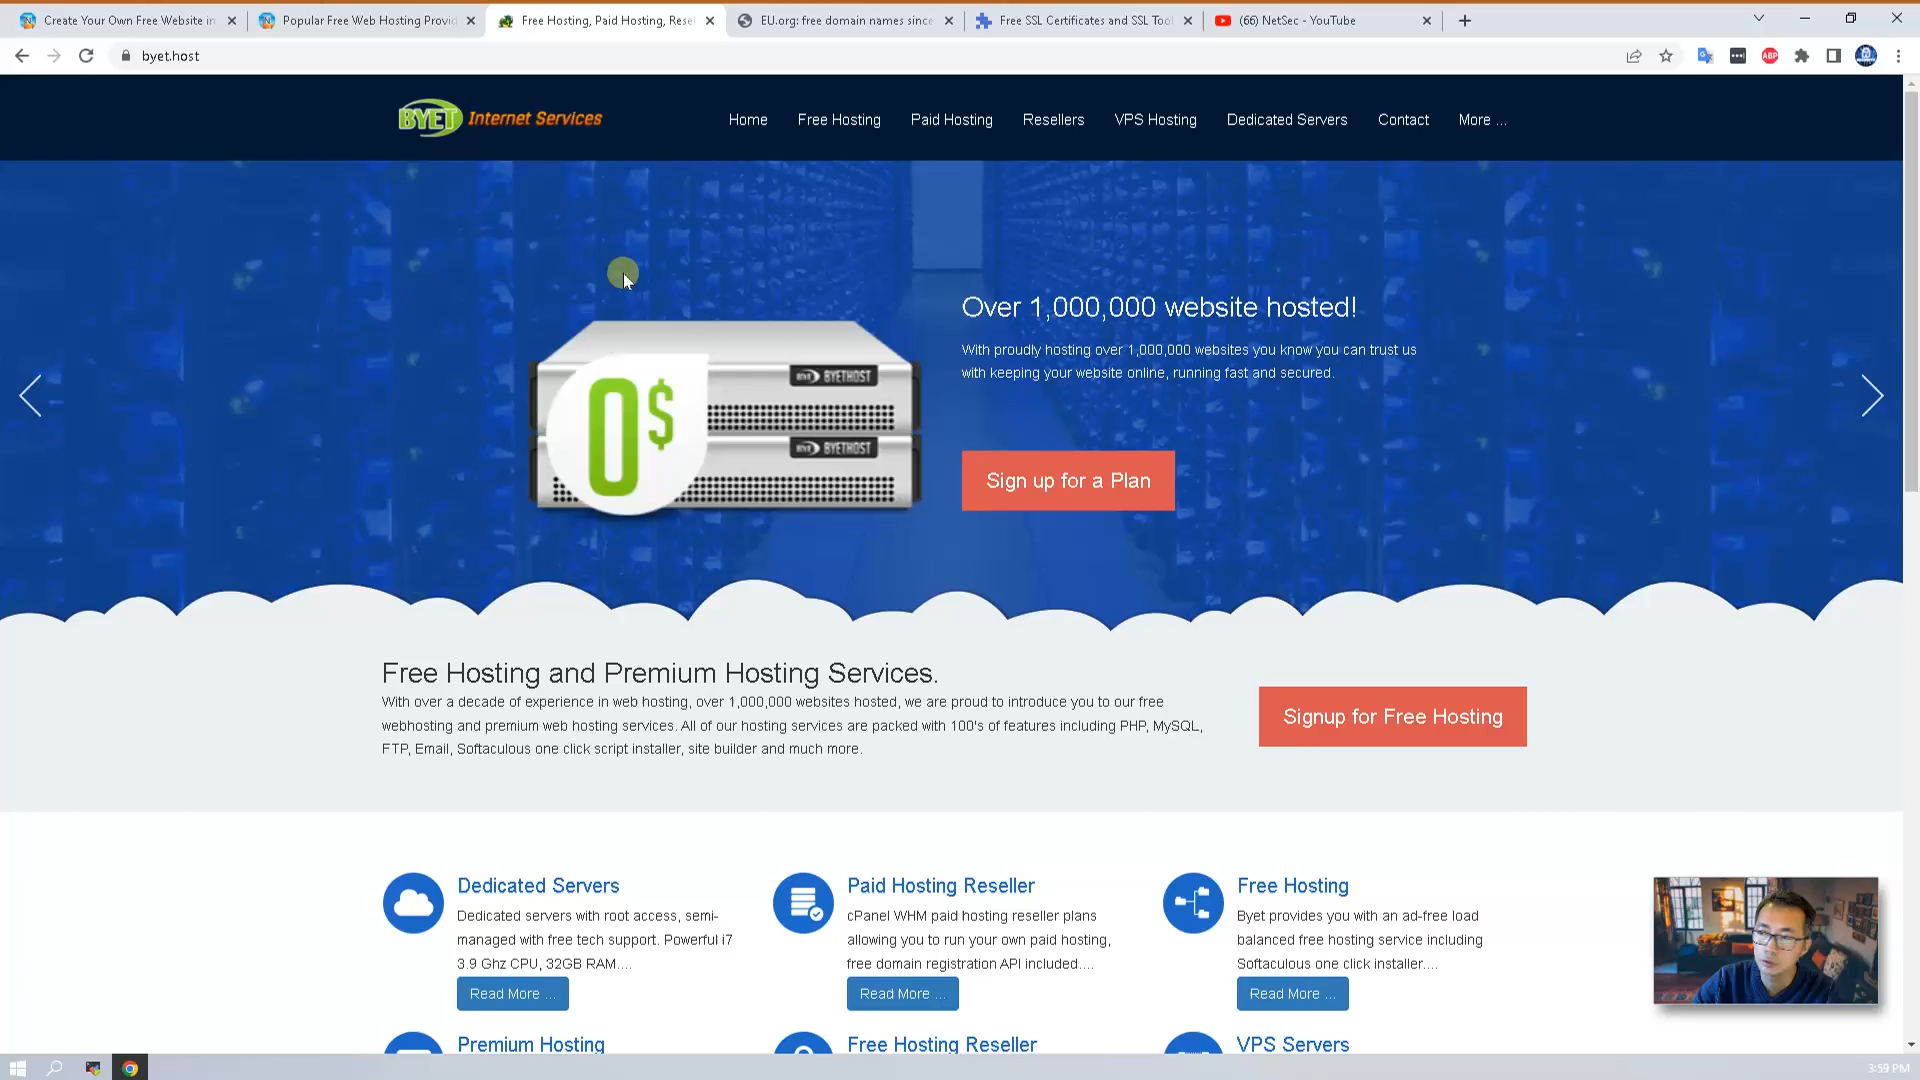 Create Your Own Free Website in
Popular Free Web Hosting Provid
Free Hosting, Paid Hosting, Rese
EU.org: free domain names since
Free SSL Certificates and SSL Tool
(66) NetSec - YouTube
byet.host
ABP
BYET Internet Services
Home
Free Hosting
Paid Hosting
Resellers
VPS Hosting
Dedicated Servers
Contact
More ...
Over 1,000,000 website hosted!
With proudly hosting over 1,000,000 websites you know you can trust us
with keeping your website online, running fast and secured.
BYETHOST
0$
BYETHOST
Sign up for a Plan
Free Hosting and Premium Hosting Services.
With over a decade of experience in web hosting, over 1,000,000 websites hosted, we are proud to introduce you to our free
webhosting and premium web hosting services. All of our hosting services are packed with 100's of features including PHP, MySQL,
FTP, Email, Softaculous one click script installer, site builder and much more.
Signup for Free Hosting
Dedicated Servers
Dedicated servers with root access, semi-
managed with free tech support. Powerful i7
3.9 Ghz CPU, 32GB RAM....
Read More ...
Paid Hosting Reseller
cPanel WHM paid hosting reseller plans
allowing you to run your own paid hosting,
free domain registration API included....
Read More ...
Free Hosting
Byet provides you with an ad-free load
balanced free hosting service including
Softaculous one click installer....
Read More ...
Premium Hosting
Free Hosting Reseller
VPS Servers
3:59 PM